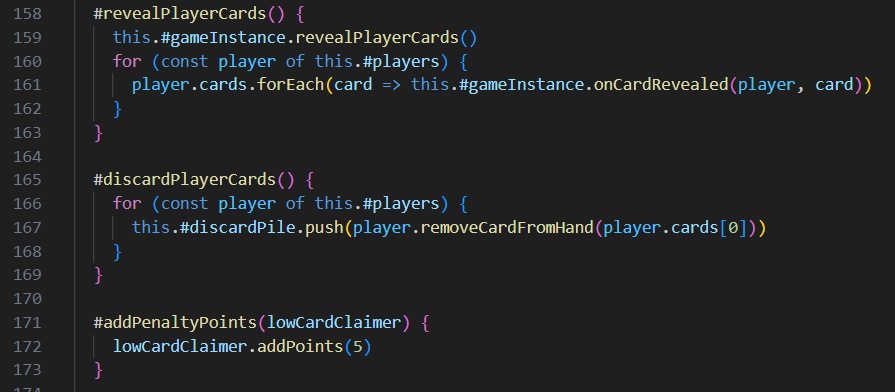 158 #revealPlayerCards() {
159 this.#gameInstance.revealPlayerCards()
160 for (const player of this.#players) {
161 player.cards.forEach(card => this.#gameInstance.onCardRevealed(player, card))
162 }
163 }
164
165 #discardPlayerCards() {
166 for (const player of this.#players) {
167 this.#discardPile.push(player.removeCardFromHand(player.cards[0]))
168 }
169 }
170
171 #addPenaltyPoints(lowCardClaimer) {
172 lowCardClaimer.addPoints(5)
173 }
174